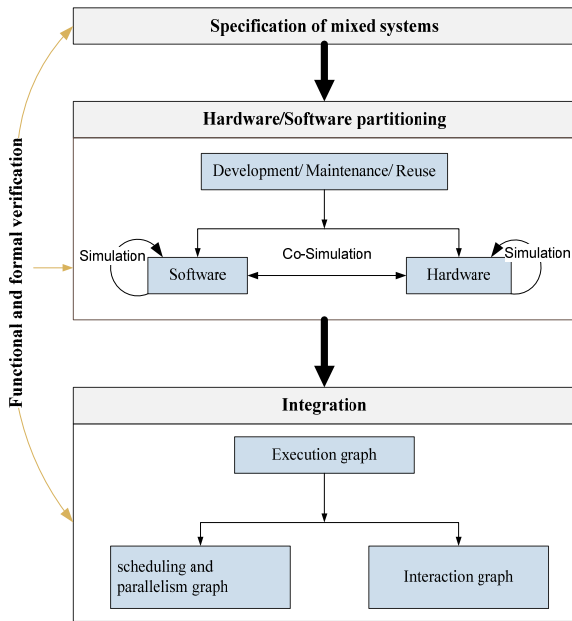 Specification of mixed systems
Hardware/Software partitioning
Development/ Maintenance/ Reuse
Simulation
Co-Simulation
Simulation
Software
Hardware
Functional and formal verification
Integration
Execution graph
scheduling and
parallelism graph
Interaction graph